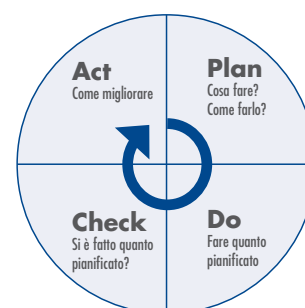 Act
Come migliorare
Plan
Cosa fare?
Come farlo?
Check
Si è fatto quanto
pianificato?
Do
Fare quanto
pianificato